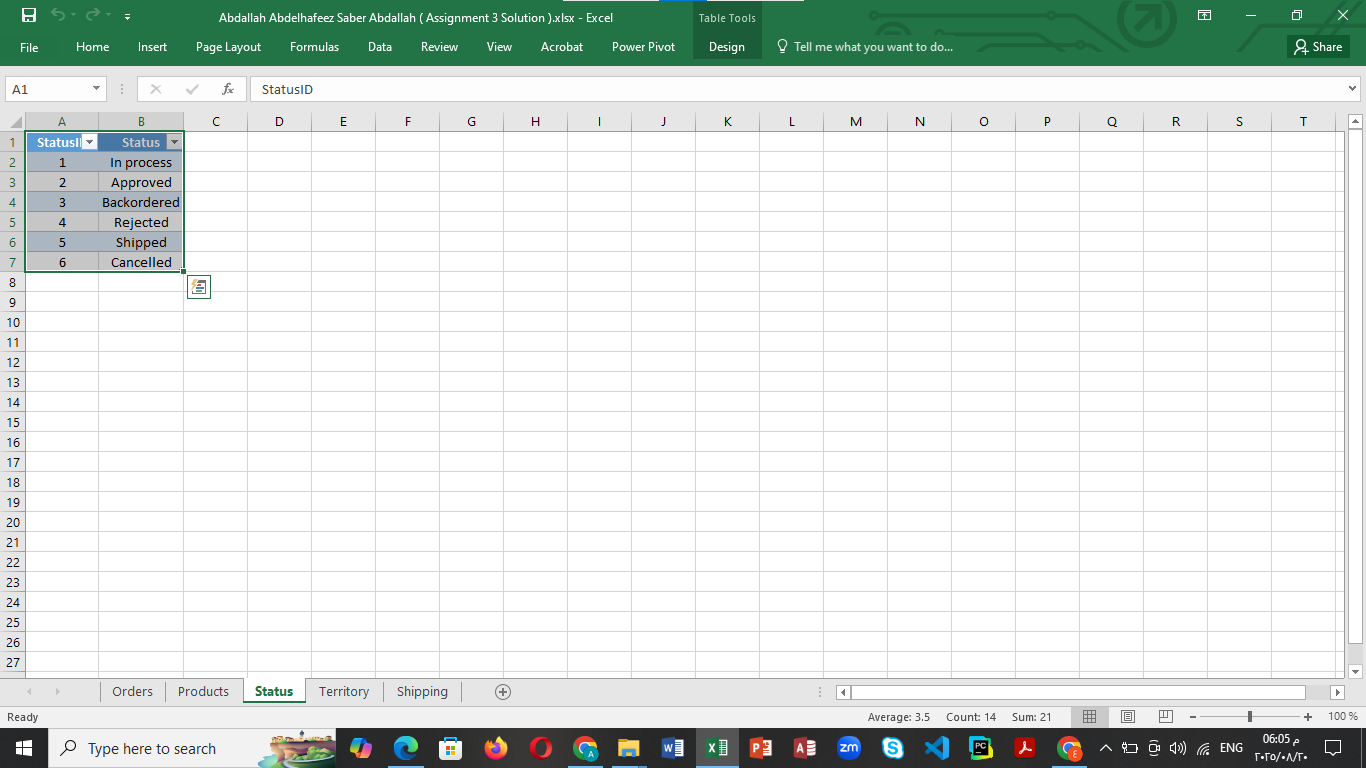 Abdallah Abdelhafeez Saber Abdallah ( Assignment 3 Solution ).xlsx - Excel
Table Tools
File Home Insert Page Layout Formulas Data Review View Acrobat Power Pivot Design Tell me what you want to do... Share
A1 fx StatusID
A B C D E F G H I J K L M N O P Q R S T
1 StatusI Status
2 1 In process
3 2 Approved
4 3 Backordered
5 4 Rejected
6 5 Shipped
7 6 Cancelled
8
9
10
11
12
13
14
15
16
17
18
19
20
21
22
23
24
25
26
27
Orders Products Status Territory Shipping
Ready Average: 3.5 Count: 14 Sum: 21 100 %
Type here to search ENG 06:05 م
٢٠٢٥/٠٨/٢٠